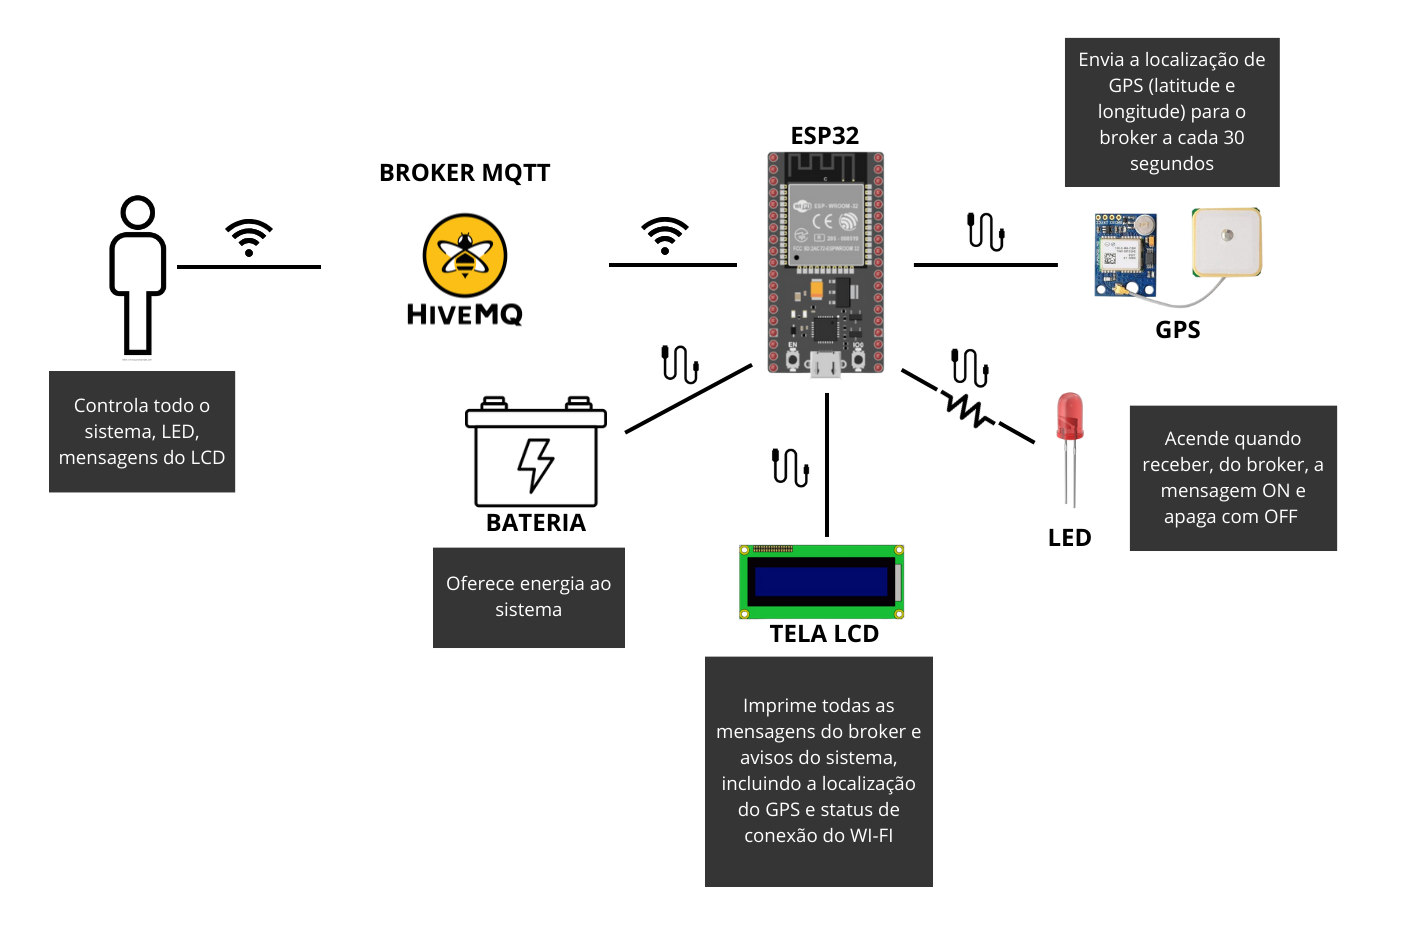 Envia a localização de
GPS (latitude e
longitude) para o
broker a cada 30
segundos
ESP32
BROKER MQTT
HIVEMQ
GPS
Controla todo o
sistema, LED,
mensagens do LCD
EN
BATERIA
Oferece energia ao
sistema
LED
Acende quando
receber, do broker, a
mensagem ON e
apaga com OFF
TELA LCD
Imprime todas as
mensagens do broker e
avisos do sistema,
incluindo a localização
do GPS e status de
conexão do WI-FI